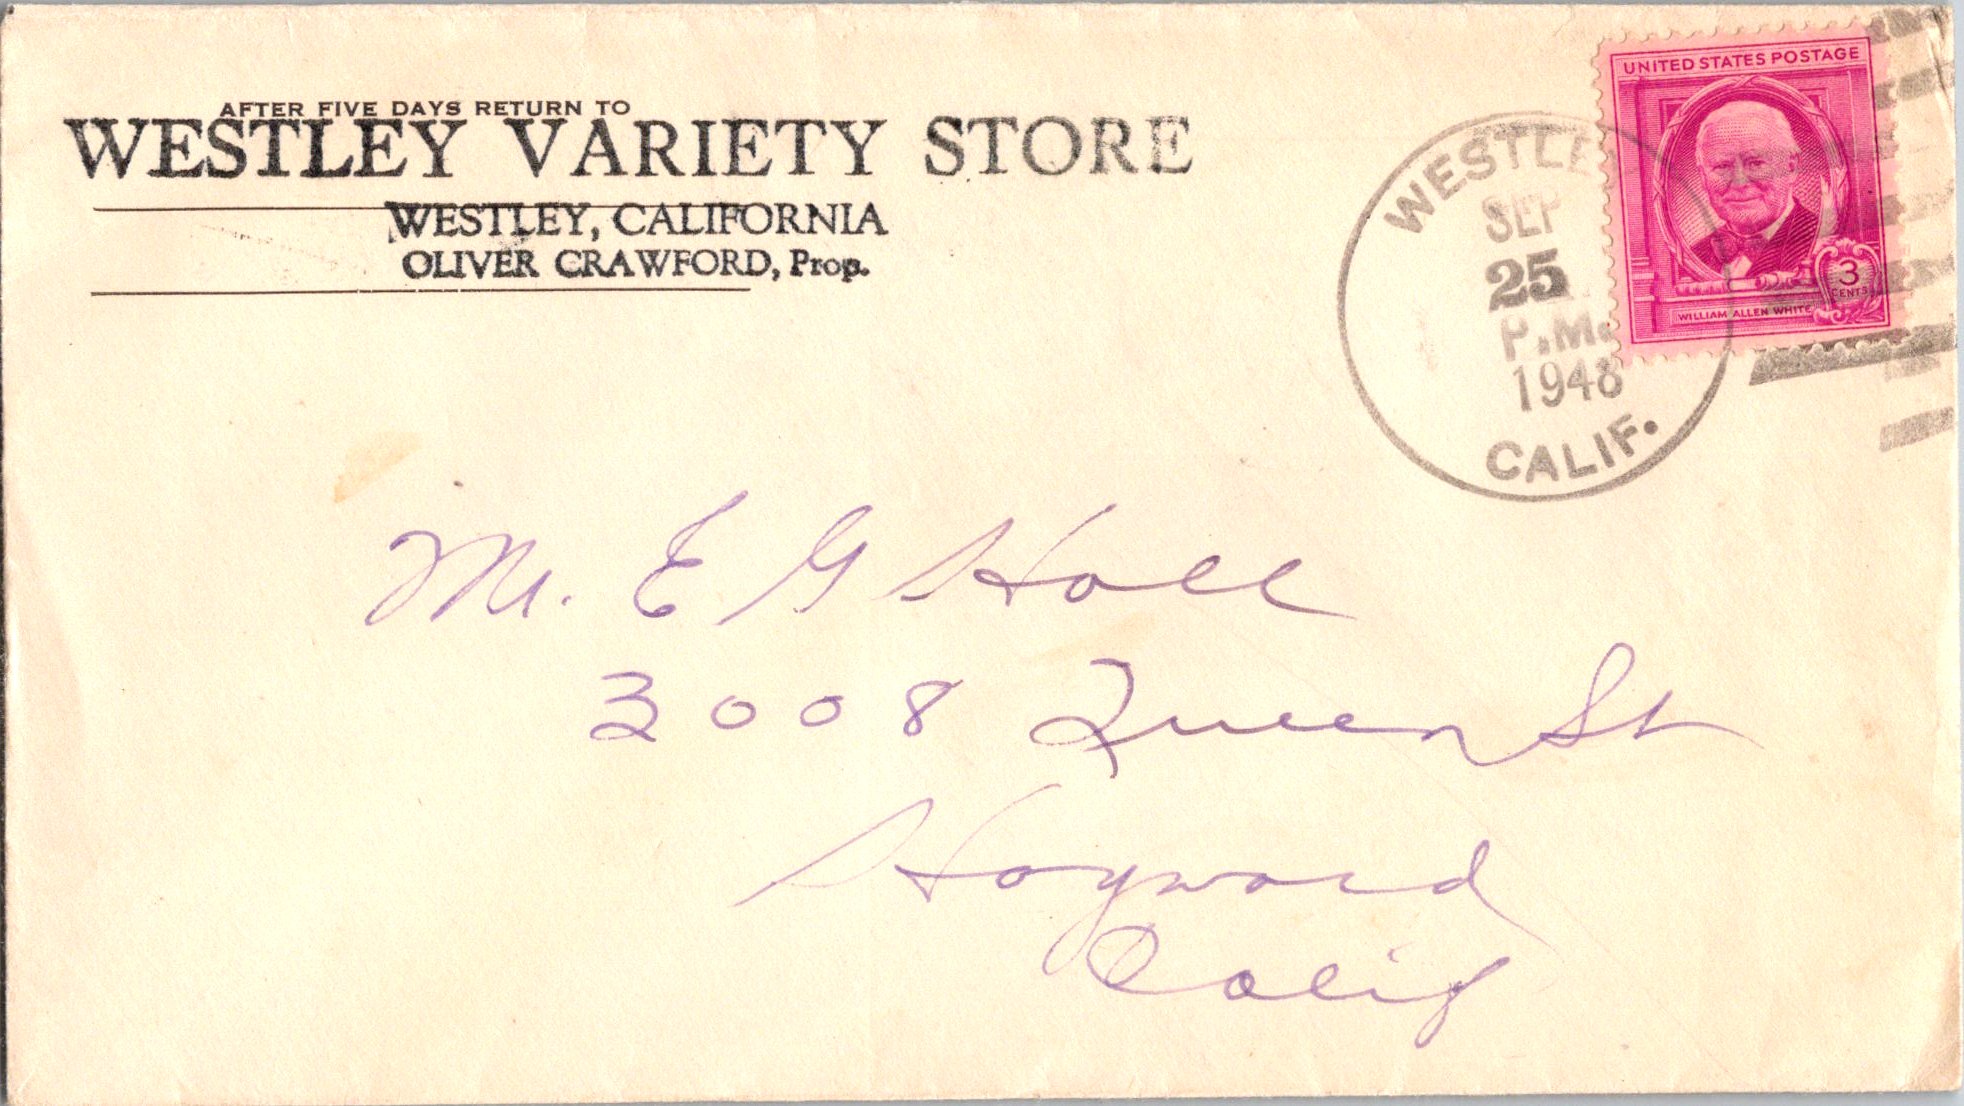 AFTER FIVE DAYS RETURN TO
WESTLEY VARIETY STORE
WESTLEY, CALIFORNIA
OLIVER CRAWFORD, Prop.
WESTLEY
SEP
25
P.M.
1948
CALIF.
UNITED STATES POSTAGE
3
CENTS
WILLIAM ALLEN WHITE
Mr. E G Hall
3008 Queen St
Hayward
Calif